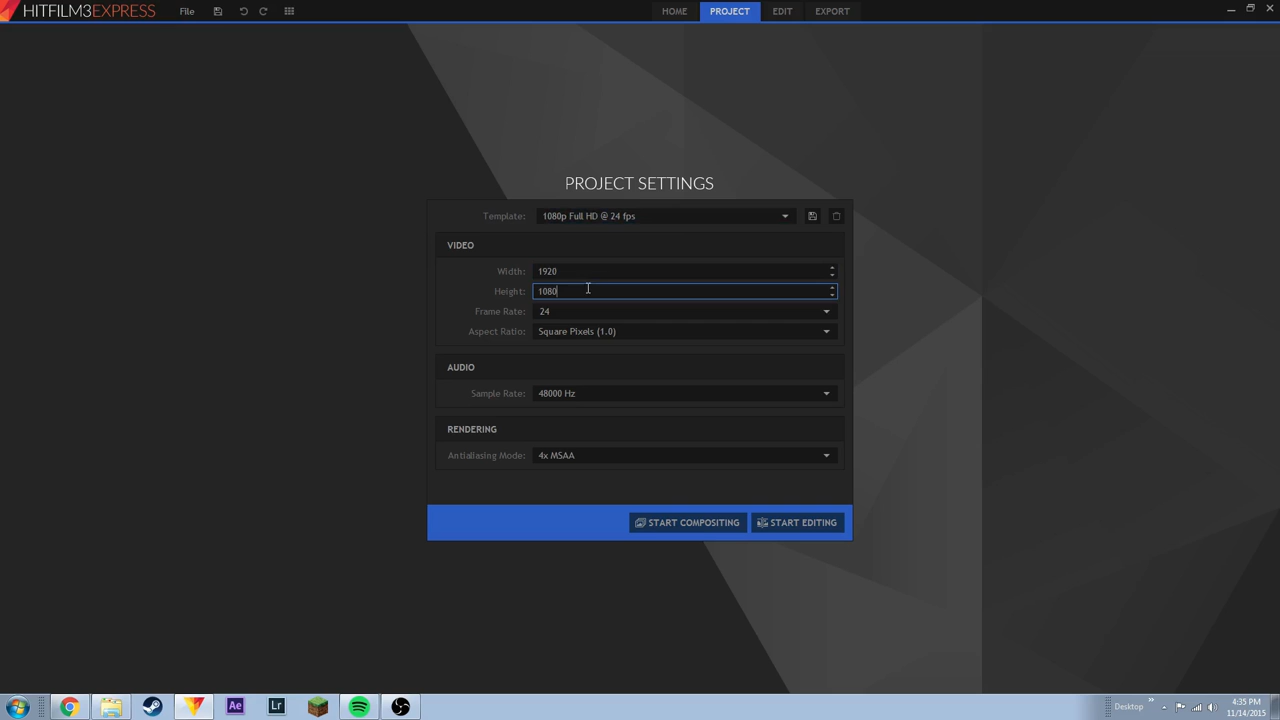 HITFILM3EXPRESS
File
HOME
PROJECT
EDIT
EXPORT
PROJECT SETTINGS
Template: 1080p Full HD @ 24 fps
VIDEO
Width: 1920
Height: 1080
Frame Rate: 24
Aspect Ratio: Square Pixels (1.0)
AUDIO
Sample Rate: 48000 Hz
RENDERING
Antialiasing Mode: 4x MSAA
START COMPOSITING
START EDITING
Ae
Lr
Desktop »
4:35 PM
11/14/2015